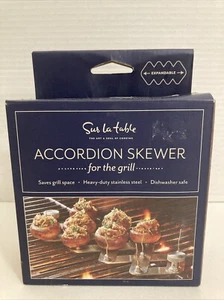 EXPANDABLE
Sur la table
THE ART & SOUL OF COOKING
ACCORDION SKEWER
for the grill
Saves grill space • Heavy-duty stainless steel • Dishwasher safe